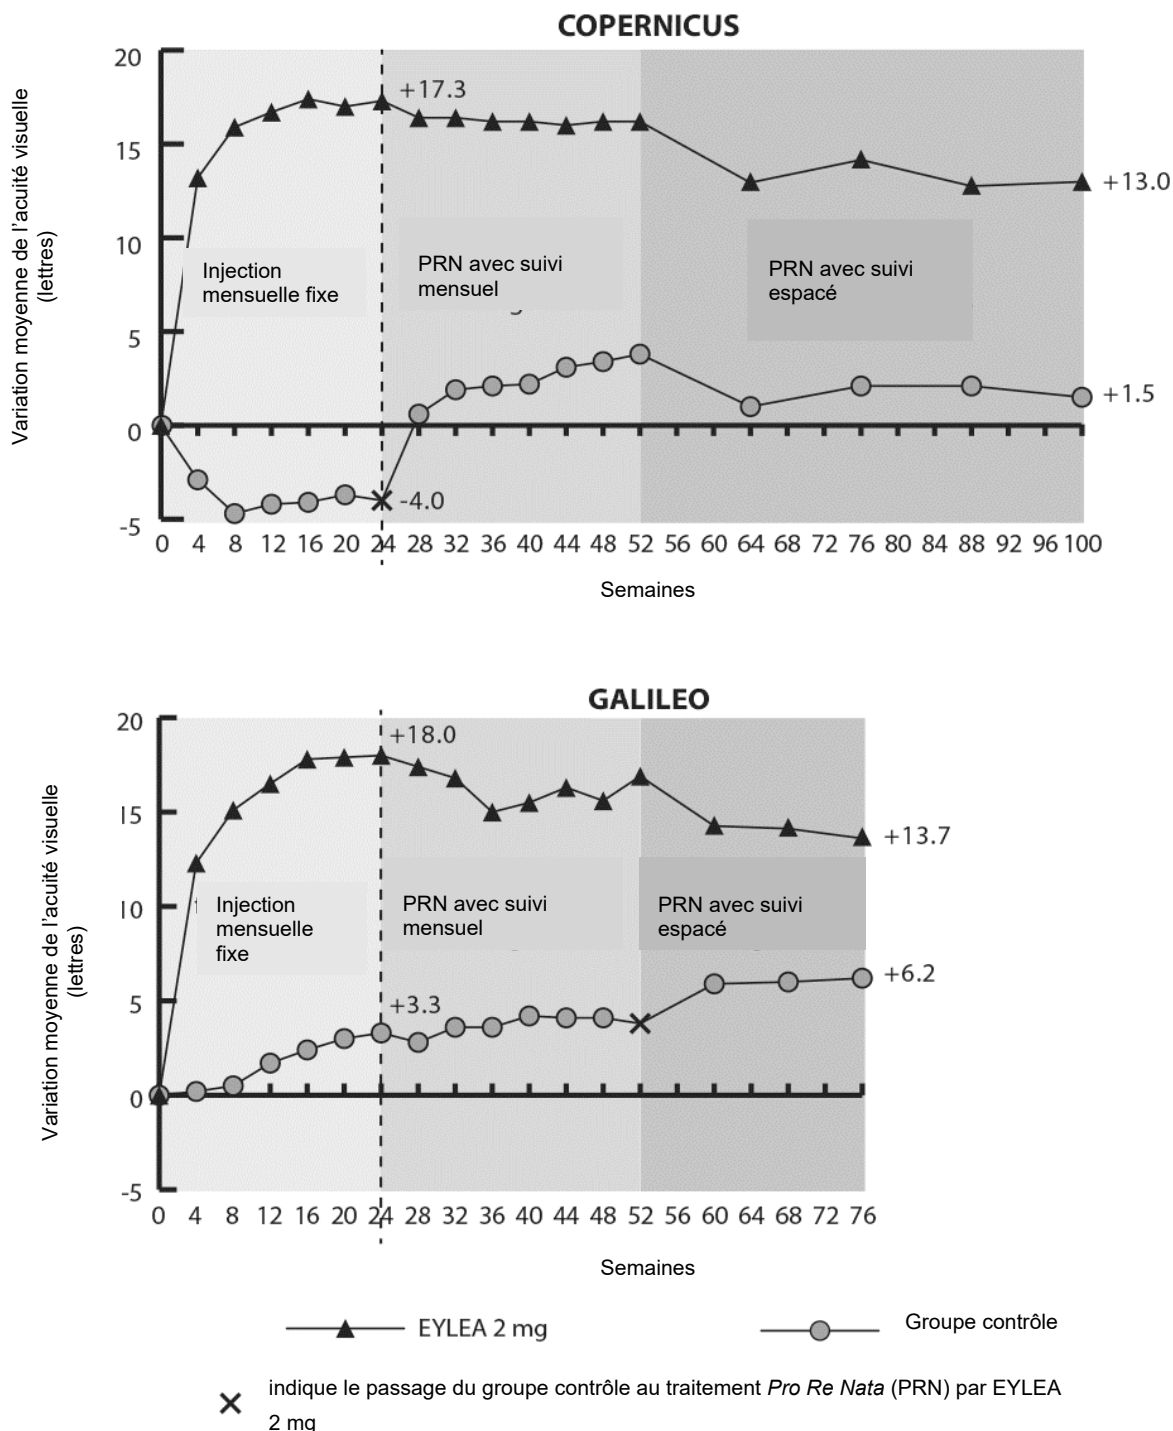 COPERNICUS
Variation moyenne de l'acuité visuelle
(lettres)
20
15
10
5
0
-5
+17.3
+13.0
Injection
mensuelle fixe
PRN avec suivi
mensuel
PRN avec suivi
espacé
+1.5
-4.0
0 4 8 12 16 20 24 28 32 36 40 44 48 52 56 60 64 68 72 76 80 84 88 92 96 100
Semaines
GALILEO
Variation moyenne de l'acuité visuelle
(lettres)
20
15
10
5
0
-5
+18.0
+13.7
Injection
mensuelle
fixe
PRN avec suivi
mensuel
PRN avec suivi
espacé
+6.2
+3.3
0 4 8 12 16 20 24 28 32 36 40 44 48 52 56 60 64 68 72 76
Semaines
EYLEA 2 mg
Groupe contrôle
indique le passage du groupe contrôle au traitement Pro Re Nata (PRN) par EYLEA
2 mg